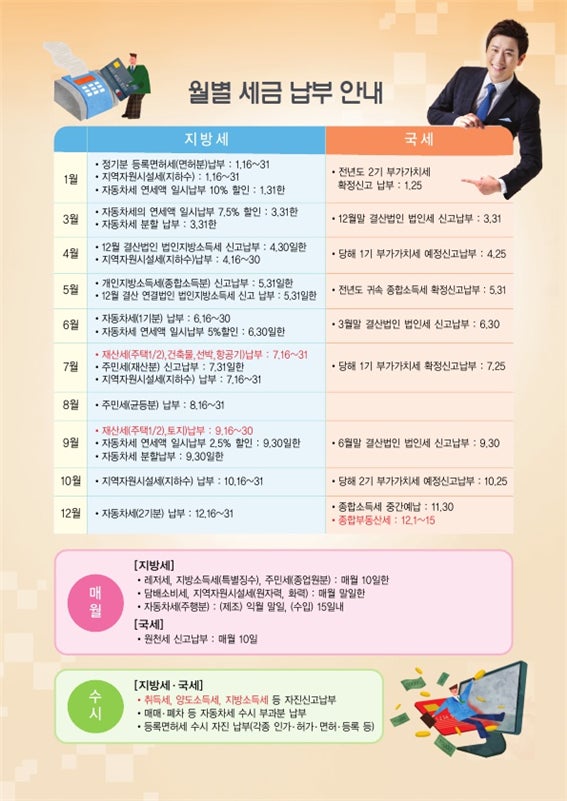 월별 세금 납부 안내
지방세
국세
1월
• 정기분 등록면허세(면허분)납부 : 1.16~31
• 지역자원시설세(지하수) : 1.16~31
• 자동차세 연세액 일시납부 10% 할인 : 1.31한
• 전년도 2기 부가가치세
확정신고 납부 : 1.25
3월
• 자동차세의 연세액 일시납부 7.5% 할인 : 3.31한
• 자동차세 분할 납부 : 3.31한
• 12월말 결산법인 법인세 신고납부 : 3.31
4월
• 12월 결산법인 법인지방소득세 신고납부 : 4.30일한
• 지역자원시설세(지하수)납부 : 4.16~30
• 당해 1기 부가가치세 예정신고납부 : 4.25
5월
• 개인지방소득세(종합소득분) 신고납부 : 5.31일한
• 12월 결산 연결법인 법인지방소득세 신고 납부 : 5.31일한
• 전년도 귀속 종합소득세 확정신고납부 : 5.31
6월
• 자동차세(1기분) 납부 : 6.16~30
• 자동차세 연세액 일시납부 5%할인 : 6.30일한
• 3월말 결산법인 법인세 신고납부 : 6.30
7월
• 재산세(주택1/2),건축물,선박,항공기)납부 : 7.16~31
• 주민세(재산분) 신고납부 : 7.31일한
• 지역자원시설세(지하수) 납부 : 7.16~31
• 당해 1기 부가가치세 확정신고납부 : 7.25
8월
• 주민세(균등분) 납부 : 8.16~31
9월
• 재산세(주택1/2),토지)납부 : 9.16~30
• 자동차세 연세액 일시납부 2.5% 할인 : 9.30일한
• 자동차세 분할납부 : 9.30일한
• 6월말 결산법인 법인세 신고납부 : 9.30
10월
• 지역자원시설세(지하수) 납부 : 10.16~31
• 당해 2기 부가가치세 예정신고납부 : 10.25
12월
• 자동차세(2기분) 납부 : 12.16~31
• 종합소득세 중간예납 : 11.30
• 종합부동산세 : 12.1~15
매월
[지방세]
• 레저세, 지방소득세(특별징수), 주민세(종업원분) : 매월 10일한
• 담배소비세, 지역자원시설세(원자력, 화력) : 매월 말일한
• 자동차세(주행분) : (제조) 익월 말일, (수입) 15일내
[국세]
• 원천세 신고납부 : 매월 10일
수시
[지방세·국세]
• 취득세, 양도소득세, 지방소득세 등 자진신고납부
• 매매·폐차 등 자동차세 수시 부과분 납부
• 등록면허세 수시 자진 납부(각종 인가·허가·면허·등록 등)